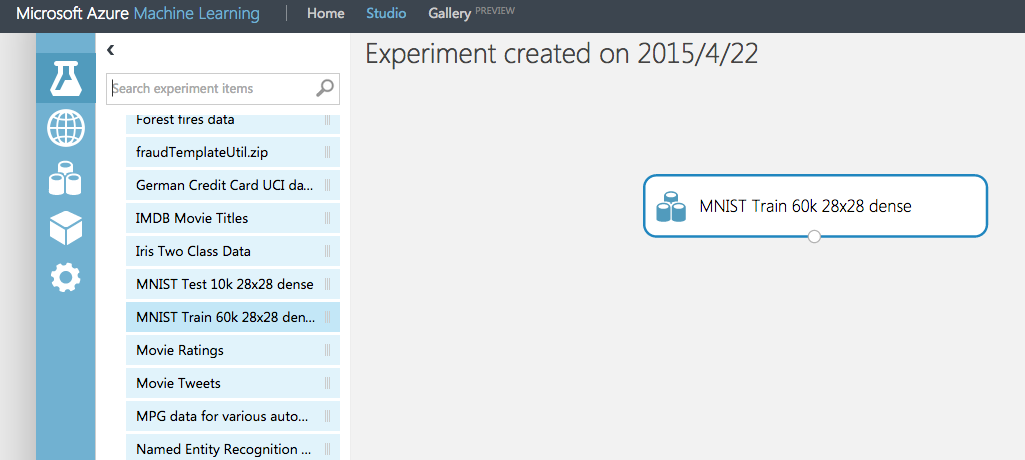 Microsoft Azure Machine Learning
Home
Studio
Gallery PREVIEW
Search experiment items
Forest fires data
fraudTemplateUtil.zip
German Credit Card UCI da...
IMDB Movie Titles
Iris Two Class Data
MNIST Test 10k 28x28 dense
MNIST Train 60k 28x28 den...
Movie Ratings
Movie Tweets
MPG data for various auto...
Named Entity Recognition ...
Experiment created on 2015/4/22
MNIST Train 60k 28x28 dense